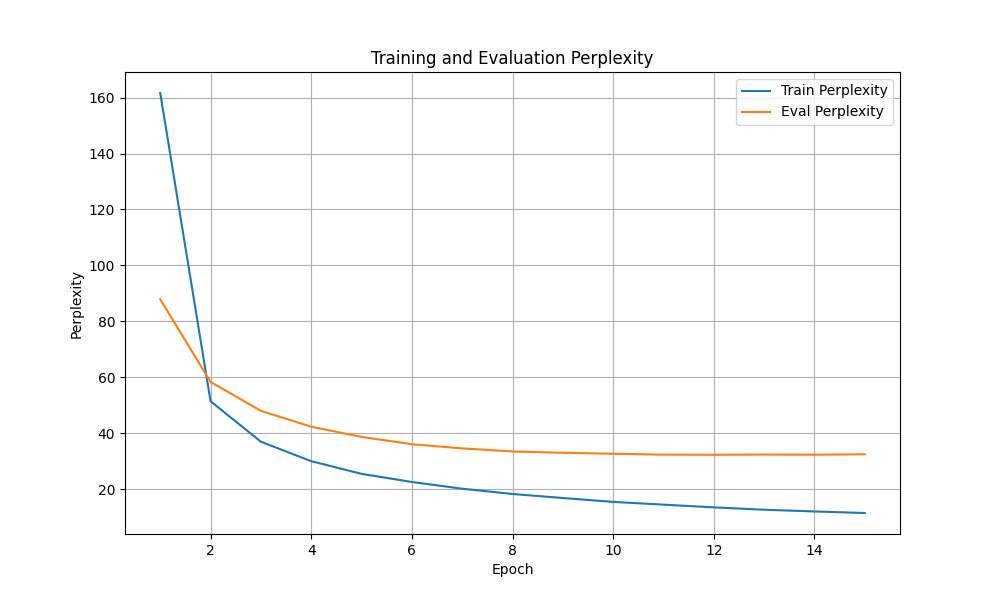 Training and Evaluation Perplexity
Train Perplexity
Eval Perplexity
160
140
120
100
80
60
40
20
Perplexity
2 4 6 8 10 12 14
Epoch